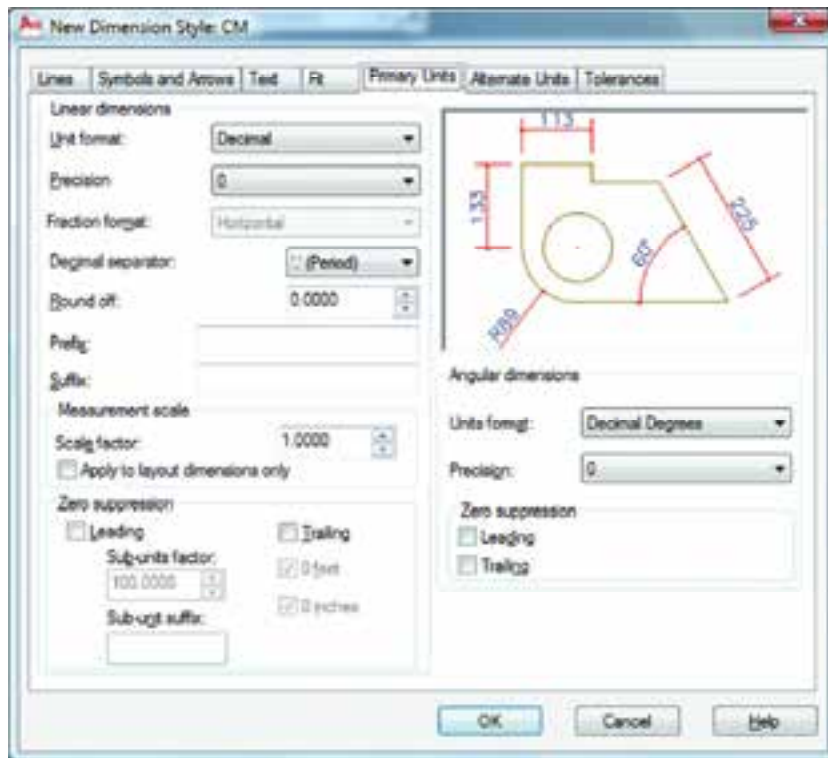 New Dimension Style: CM
Lines
Symbols and Arrows
Text
Fit
Primary Units
Alternate Units
Tolerances
Linear dimensions
Unit format:
Decimal
Precision
0
Fraction format:
Horizontal
Decimal separator:
'.' (Period)
Round off:
0.0000
Prefix:
Suffix:
Measurement scale
Scale factor:
1.0000
Apply to layout dimensions only
Zero suppression
Leading
Trailing
Sub-units factor:
100.0000
0 feet
0 inches
Sub-unit suffix:
113
133
225
60°
R89
Angular dimensions
Units format:
Decimal Degrees
Precision:
0
Zero suppression
Leading
Trailing
OK
Cancel
Help